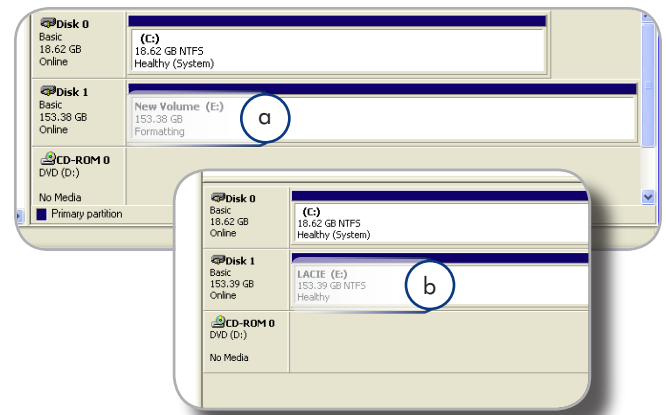 Disk 0
Basic
18.62 GB
Online
(C:)
18.62 GB NTFS
Healthy (System)
Disk 1
Basic
153.38 GB
Online
New Volume (E:)
153.38 GB
Formatting
a
CD-ROM 0
DVD (D:)
No Media
Primary partition
Disk 0
Basic
18.62 GB
Online
(C:)
18.62 GB NTFS
Healthy (System)
Disk 1
Basic
153.39 GB
Online
LACIE (E:)
153.39 GB NTFS
Healthy
b
CD-ROM 0
DVD (D:)
No Media